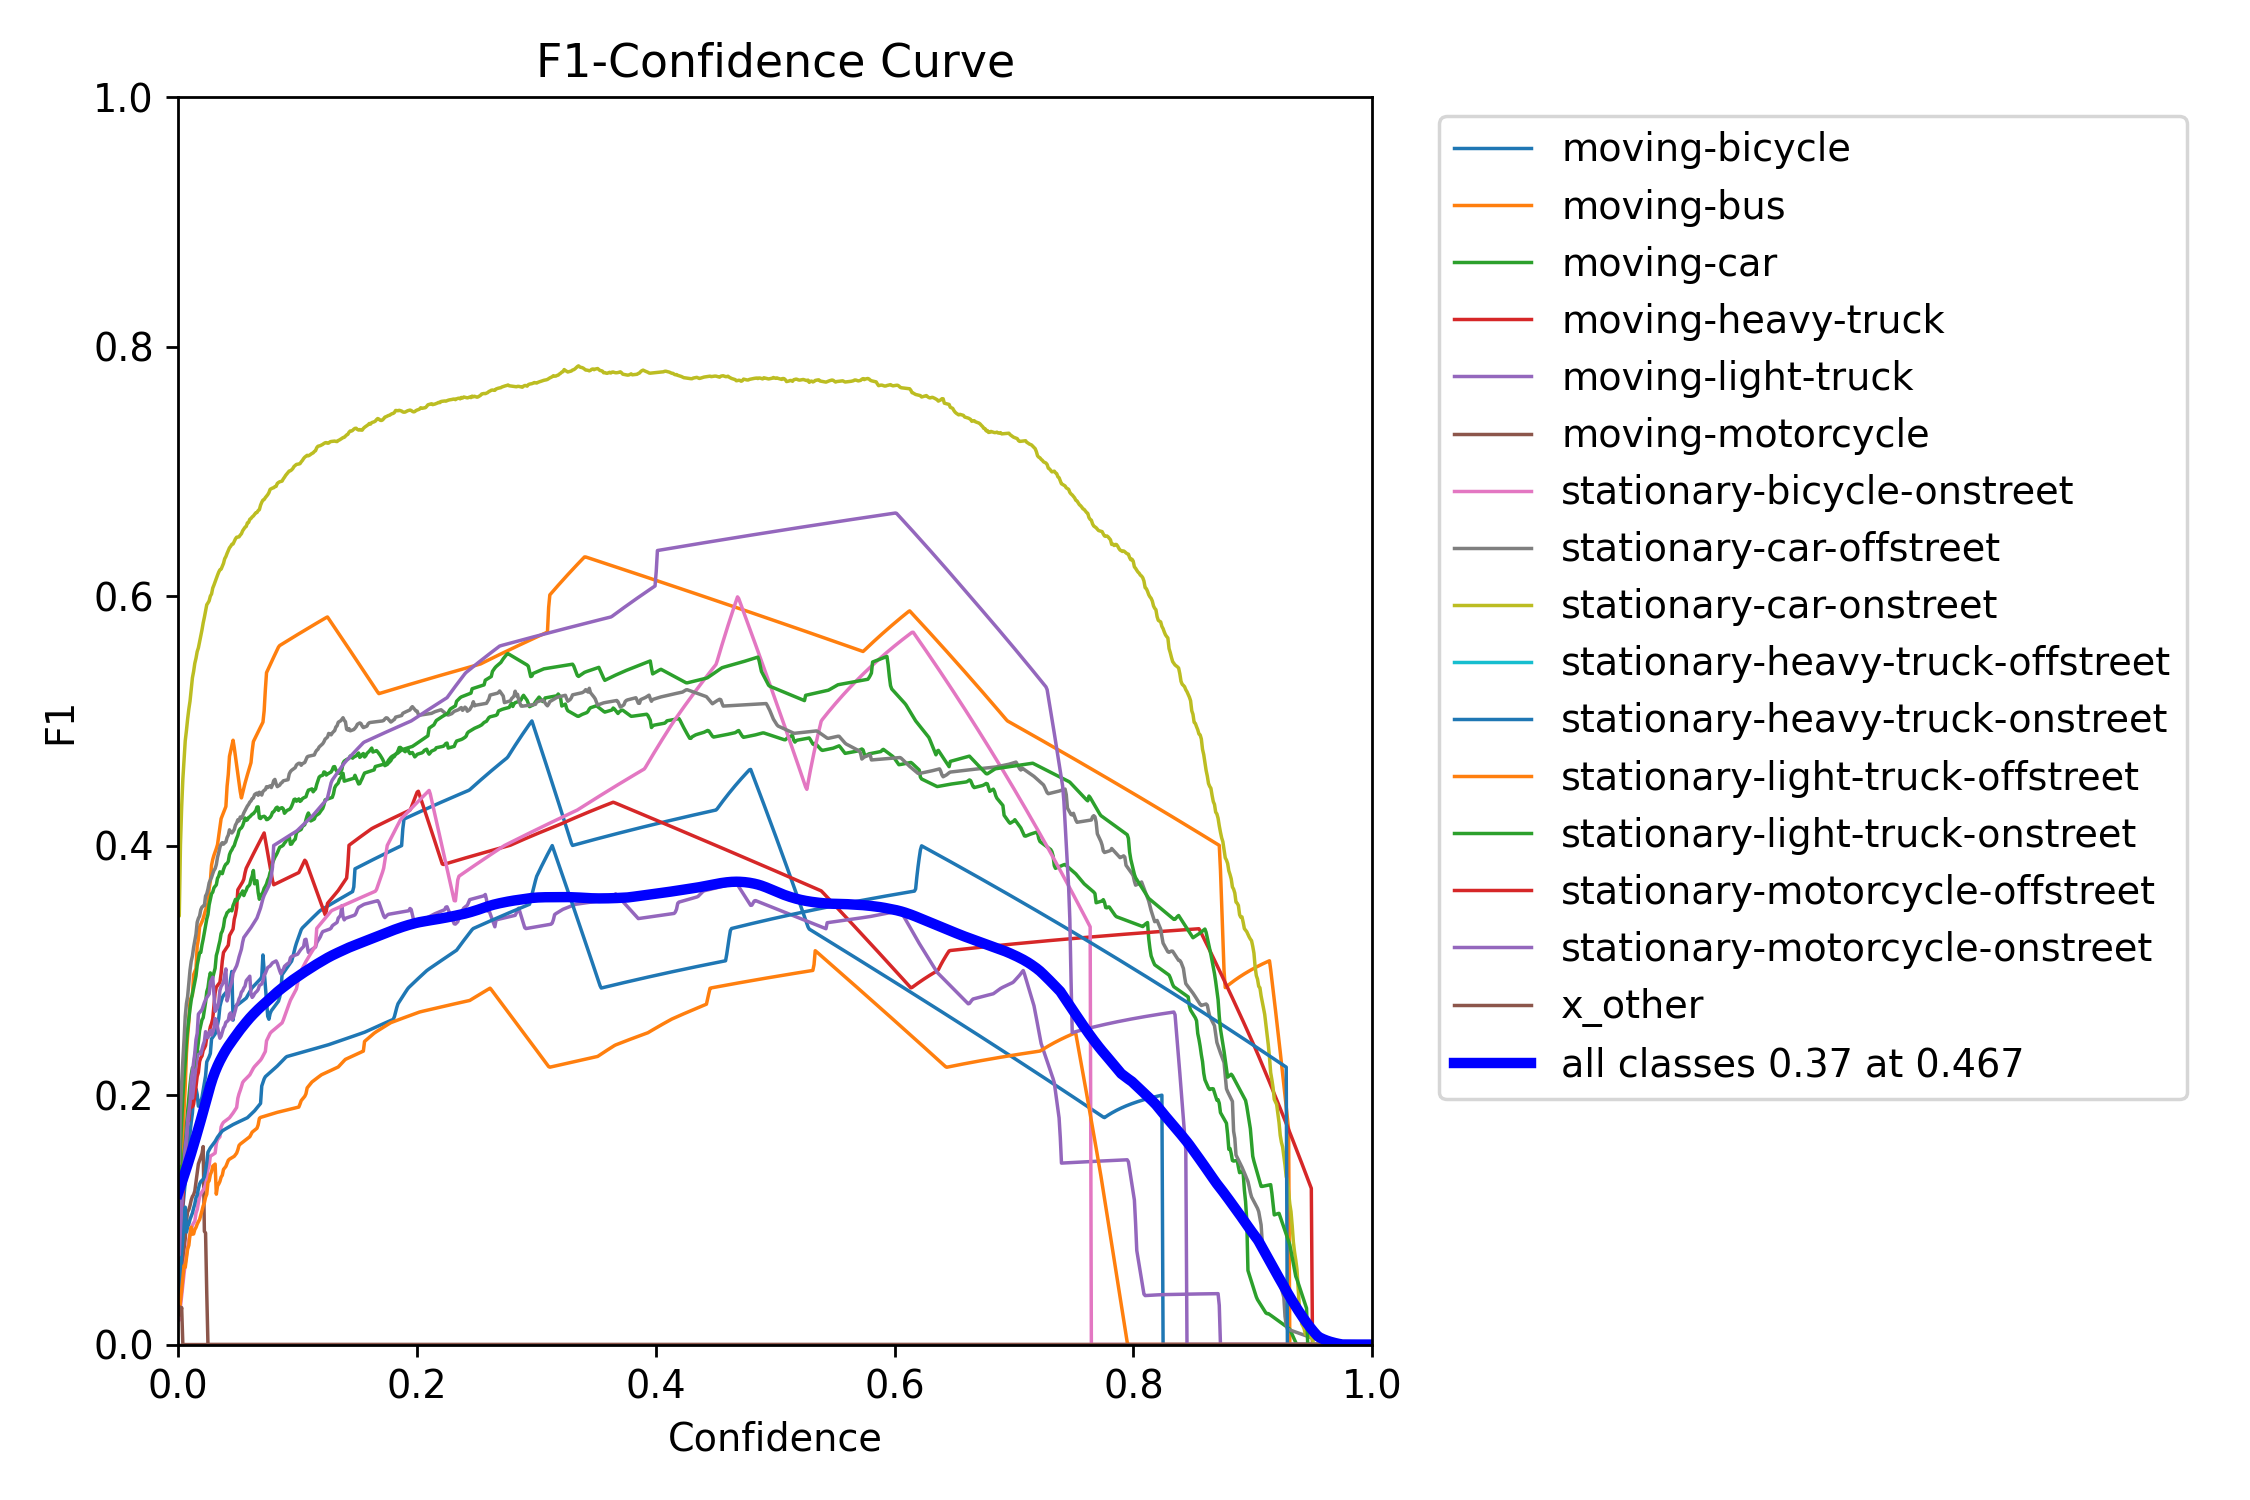 F1-Confidence Curve
1.0
0.8
0.6
0.4
0.2
0.0
F1
0.0 0.2 0.4 0.6 0.8 1.0
Confidence
moving-bicycle
moving-bus
moving-car
moving-heavy-truck
moving-light-truck
moving-motorcycle
stationary-bicycle-onstreet
stationary-car-offstreet
stationary-car-onstreet
stationary-heavy-truck-offstreet
stationary-heavy-truck-onstreet
stationary-light-truck-offstreet
stationary-light-truck-onstreet
stationary-motorcycle-offstreet
stationary-motorcycle-onstreet
x_other
all classes 0.37 at 0.467